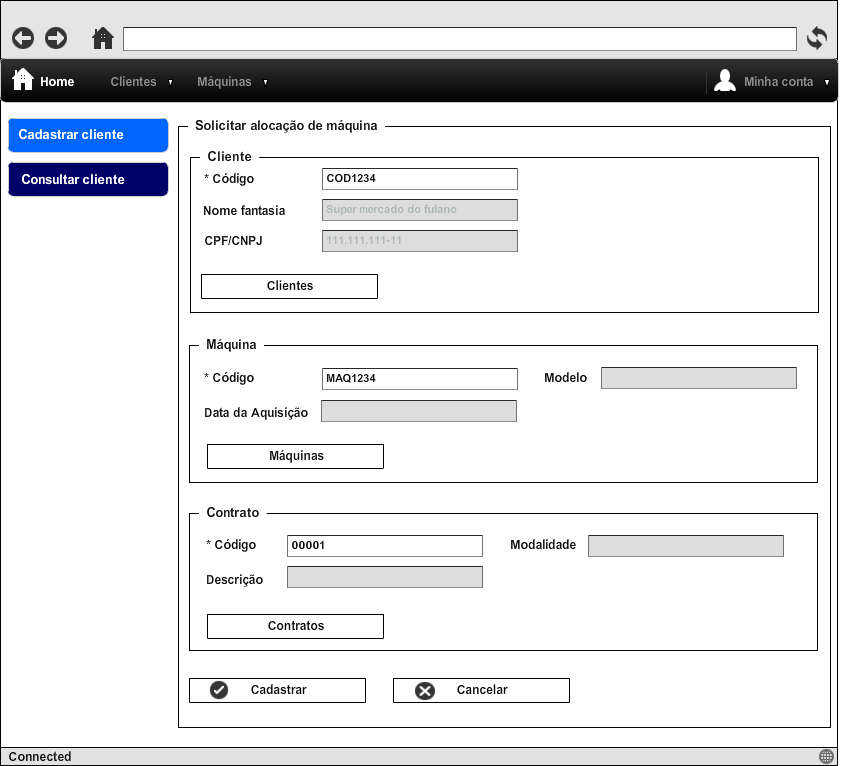 Home Clientes Máquinas Minha conta
Cadastrar cliente
Consultar cliente
Solicitar alocação de máquina
Cliente
* Código COD1234
Nome fantasia Super mercado do fulano
CPF/CNPJ 111.111.111-11
Clientes
Máquina
* Código MAQ1234 Modelo
Data da Aquisição
Máquinas
Contrato
* Código 00001 Modalidade
Descrição
Contratos
Cadastrar Cancelar
Connected